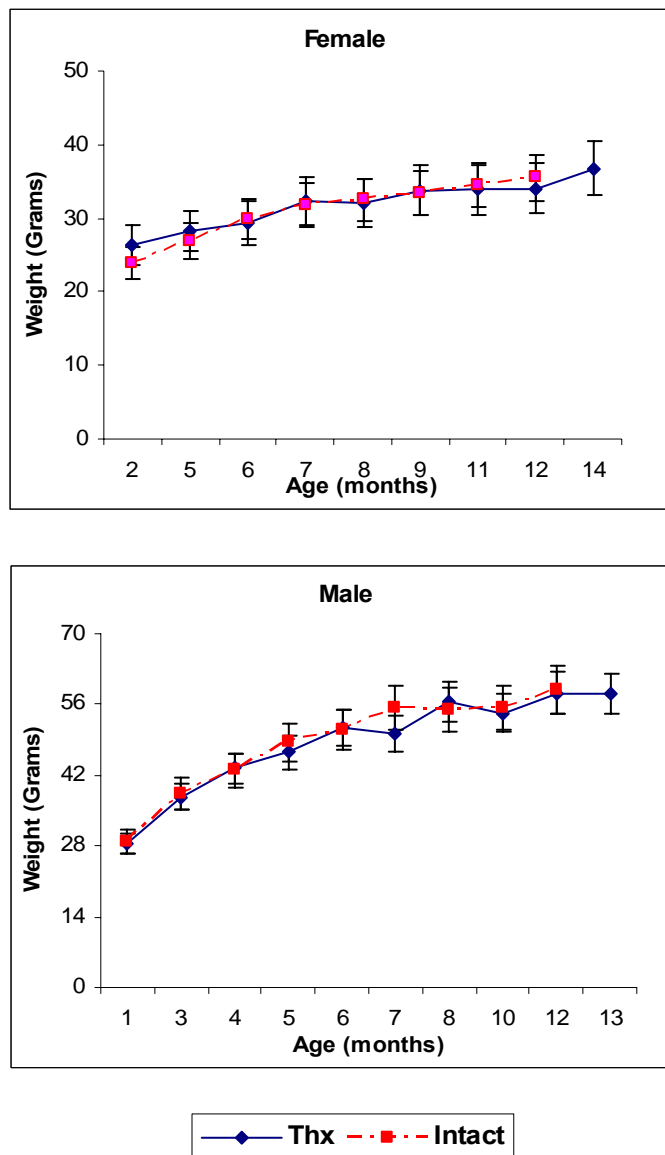 Female
50
40
30
20
10
0
Weight (Grams)
2 5 6 7 8 9 11 12 14
Age (months)
Male
70
56
42
28
14
0
Weight (Grams)
1 3 4 5 6 7 8 10 12 13
Age (months)
Thx Intact